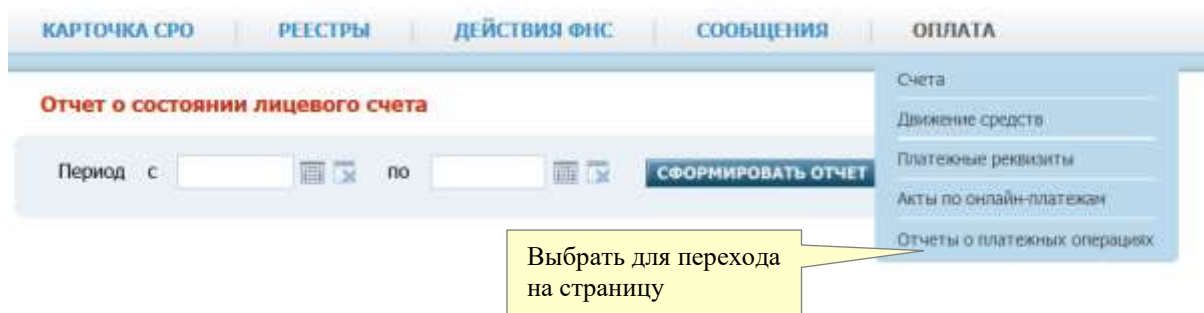 КАРТОЧКА СРО РЕЕСТРЫ ДЕЙСТВИЯ ФНС СООБЩЕНИЯ ОПЛАТА
Счета
Отчет о состоянии лицевого счета
Движение средств
Период с по СФОРМИРОВАТЬ ОТЧЕТ
Платежные реквизиты
Акты по онлайн-платежам
Отчеты о платежных операциях
Выбрать для перехода
на страницу